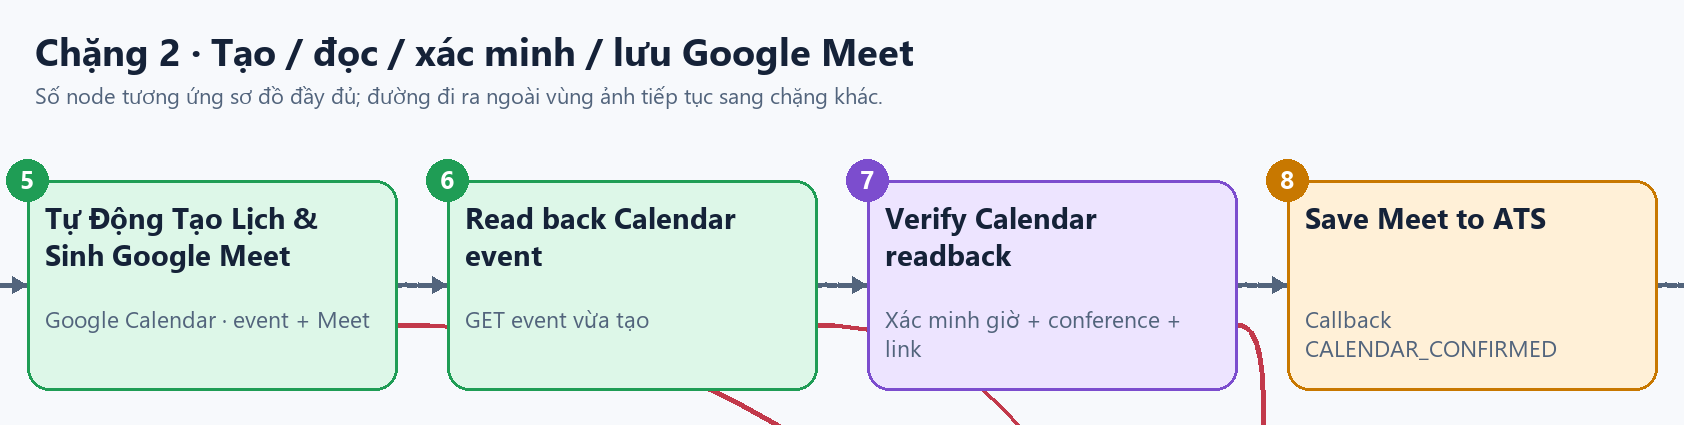 Chặng 2 · Tạo / đọc / xác minh / lưu Google Meet
Số node tương ứng sơ đồ đầy đủ; đường đi ra ngoài vùng ảnh tiếp tục sang chặng khác.
5
Tự Động Tạo Lịch &
Sinh Google Meet
Google Calendar · event + Meet
6
Read back Calendar
event
GET event vừa tạo
7
Verify Calendar
readback
Xác minh giờ + conference +
link
8
Save Meet to ATS
Callback
CALENDAR_CONFIRMED